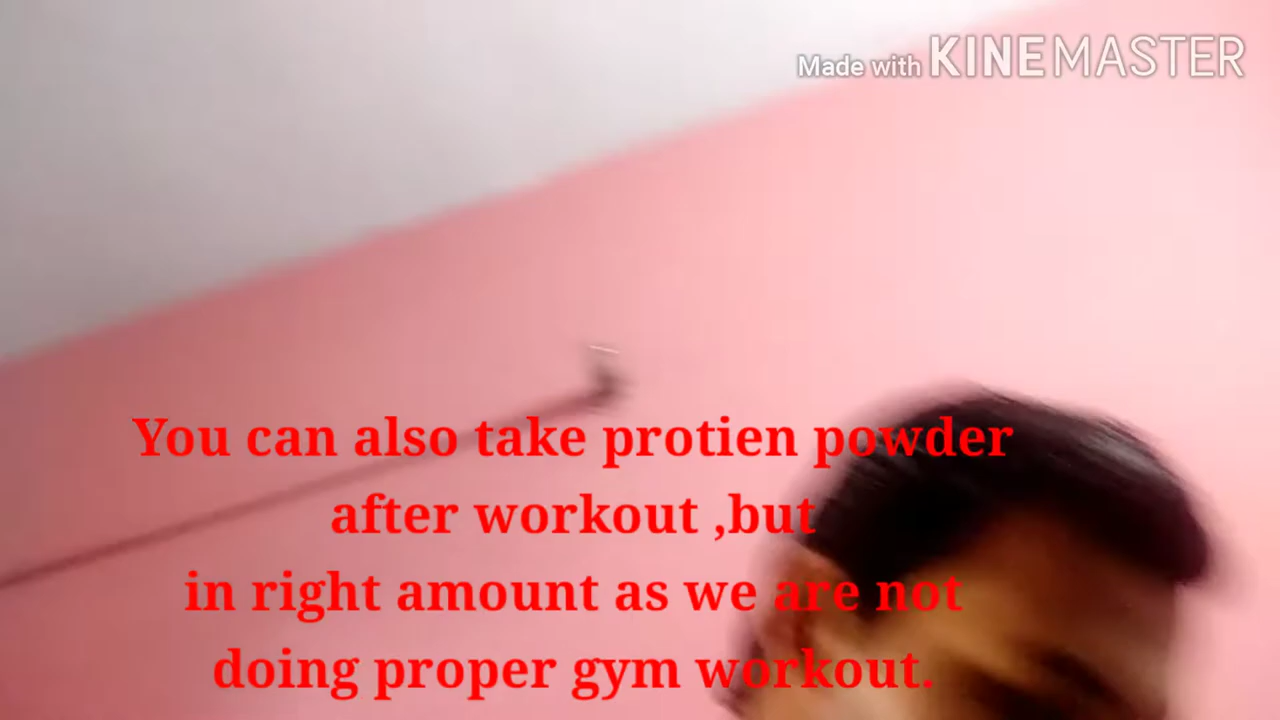 Made with KINEMASTER
You can also take protien powder
after workout ,but
in right amount as we are not
doing proper gym workout.